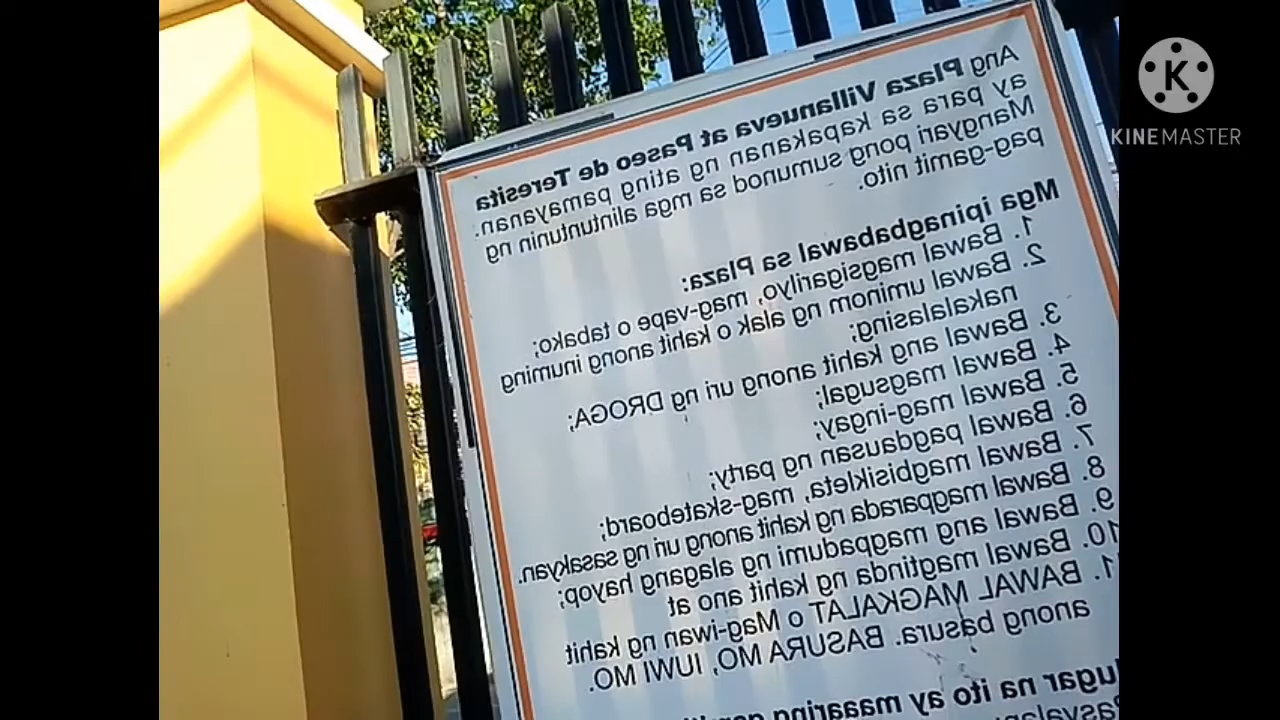 Ang Plaza Villanueva at Paseo de Teresita
ay para sa kapakanan ng ating pamayanan.
Mangyari pong sumunod sa mga alintuntunin ng
pag-gamit nito.
Mga ipinagbabawal sa Plaza:
1. Bawal magsigarilyo, mag-vape o tabako;
2. Bawal uminom ng alak o kahit anong inuming
nakalalasing;
3. Bawal ang kahit anong uri ng DROGA;
4. Bawal magsugal;
5. Bawal mag-ingay;
6. Bawal pagdausan ng party;
7. Bawal magbisikleta, mag-skateboard;
8. Bawal magparada ng kahit anong uri ng sasakyan.
9. Bawal ang magpadumi ng alagang hayop;
10. Bawal magtinda ng kahit ano at
1. BAWAL MAGKALAT o Mag-iwan ng kahit
anong basura. BASURA MO, IUWI MO.
lugar na ito ay maaaring
K
KINEMASTER